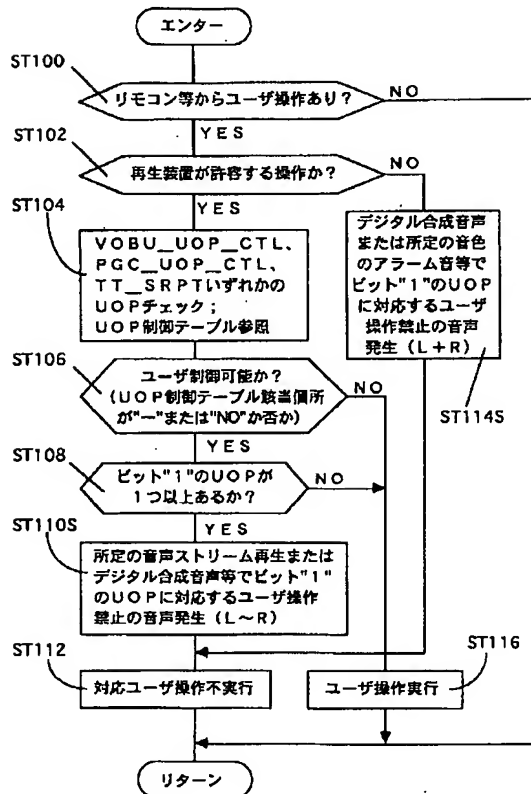 エンター
ST100
リモコン等からユーザ操作あり?
NO
YES
ST102
再生装置が許容する操作か?
NO
YES
ST104
VOBU_UOP_CTL、
PGC_UOP_CTL、
TT_SRPTいずれかの
UOPチェック;
UOP制御テーブル参照
デジタル合成音声
または所定の音色
のアラーム音等で
ビット"1"のUOP
に対応するユーザ
操作禁止の音声
発生(L+R)
ST114S
ST106
ユーザ制御可能か?
(UOP制御テーブル該当個所
が"ー"または"NO"か否か)
NO
YES
ST108
ビット"1"のUOPが
1つ以上あるか?
NO
YES
ST110S
所定の音声ストリーム再生または
デジタル合成音声等でビット"1"
のUOPに対応するユーザ操作
禁止の音声発生(L~R)
ST112
対応ユーザ操作不実行
ST116
ユーザ操作実行
リターン